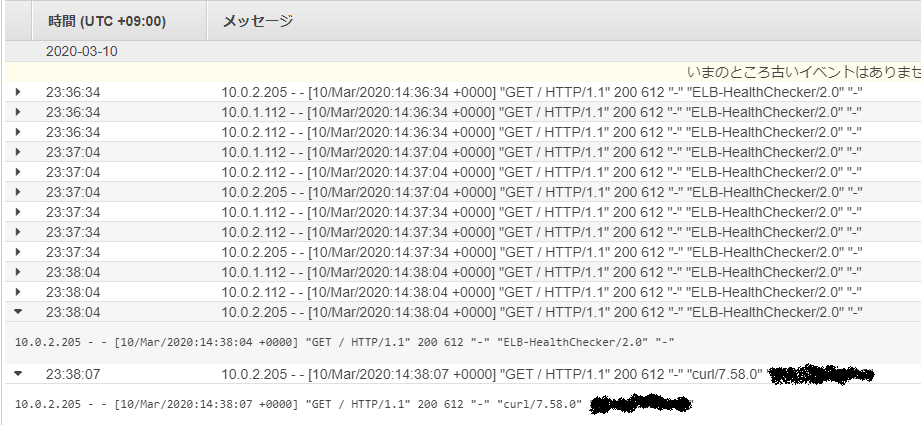 時間 (UTC +09:00) メッセージ
2020-03-10
いまのところ古いイベントはありませ
23:36:34 10.0.2.205 - - [10/Mar/2020:14:36:34 +0000] "GET / HTTP/1.1" 200 612 "-" "ELB-HealthChecker/2.0" "-"
23:36:34 10.0.1.112 - - [10/Mar/2020:14:36:34 +0000] "GET / HTTP/1.1" 200 612 "-" "ELB-HealthChecker/2.0" "-"
23:36:34 10.0.2.112 - - [10/Mar/2020:14:36:34 +0000] "GET / HTTP/1.1" 200 612 "-" "ELB-HealthChecker/2.0" "-"
23:37:04 10.0.1.112 - - [10/Mar/2020:14:37:04 +0000] "GET / HTTP/1.1" 200 612 "-" "ELB-HealthChecker/2.0" "-"
23:37:04 10.0.2.112 - - [10/Mar/2020:14:37:04 +0000] "GET / HTTP/1.1" 200 612 "-" "ELB-HealthChecker/2.0" "-"
23:37:04 10.0.2.205 - - [10/Mar/2020:14:37:04 +0000] "GET / HTTP/1.1" 200 612 "-" "ELB-HealthChecker/2.0" "-"
23:37:34 10.0.1.112 - - [10/Mar/2020:14:37:34 +0000] "GET / HTTP/1.1" 200 612 "-" "ELB-HealthChecker/2.0" "-"
23:37:34 10.0.2.112 - - [10/Mar/2020:14:37:34 +0000] "GET / HTTP/1.1" 200 612 "-" "ELB-HealthChecker/2.0" "-"
23:37:34 10.0.2.205 - - [10/Mar/2020:14:37:34 +0000] "GET / HTTP/1.1" 200 612 "-" "ELB-HealthChecker/2.0" "-"
23:38:04 10.0.1.112 - - [10/Mar/2020:14:38:04 +0000] "GET / HTTP/1.1" 200 612 "-" "ELB-HealthChecker/2.0" "-"
23:38:04 10.0.2.112 - - [10/Mar/2020:14:38:04 +0000] "GET / HTTP/1.1" 200 612 "-" "ELB-HealthChecker/2.0" "-"
23:38:04 10.0.2.205 - - [10/Mar/2020:14:38:04 +0000] "GET / HTTP/1.1" 200 612 "-" "ELB-HealthChecker/2.0" "-"
10.0.2.205 - - [10/Mar/2020:14:38:04 +0000] "GET / HTTP/1.1" 200 612 "-" "ELB-HealthChecker/2.0" "-"
23:38:07 10.0.2.205 - - [10/Mar/2020:14:38:07 +0000] "GET / HTTP/1.1" 200 612 "-" "curl/7.58.0" "
10.0.2.205 - - [10/Mar/2020:14:38:07 +0000] "GET / HTTP/1.1" 200 612 "-" "curl/7.58.0" "